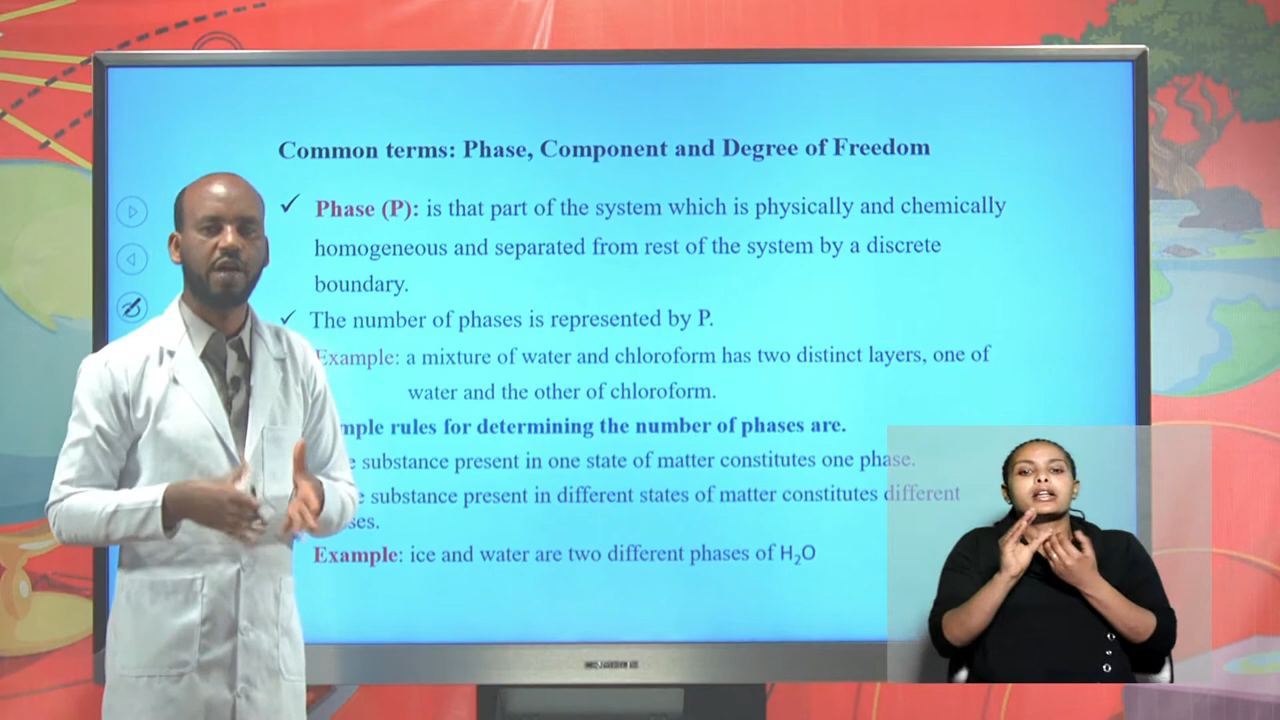 Common terms: Phase, Component and Degree of Freedom
✓ Phase (P): is that part of the system which is physically and chemically
homogeneous and separated from rest of the system by a discrete
boundary.
✓ The number of phases is represented by P.
Example: a mixture of water and chloroform has two distinct layers, one of
water and the other of chloroform.
mple rules for determining the number of phases are.
e substance present in one state of matter constitutes one phase.
e substance present in different states of matter constitutes different
ses.
Example: ice and water are two different phases of H₂O